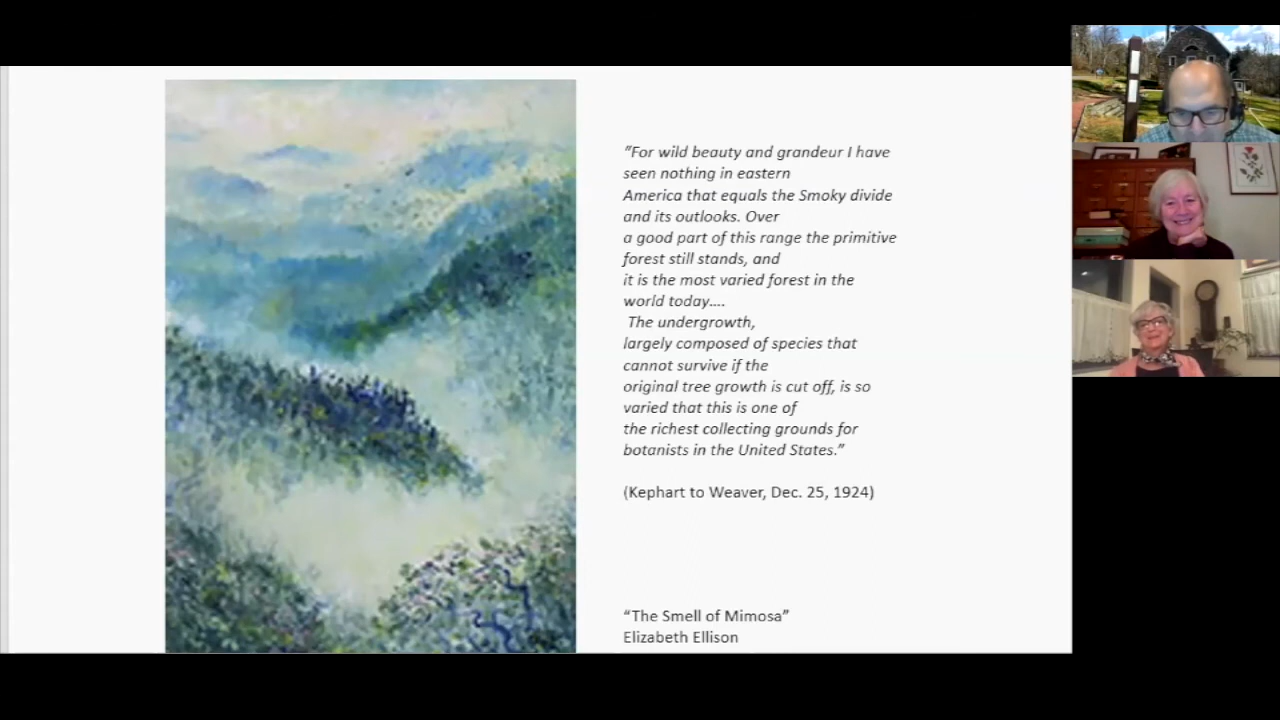 "For wild beauty and grandeur I have
seen nothing in eastern
America that equals the Smoky divide
and its outlooks. Over
a good part of this range the primitive
forest still stands, and
it is the most varied forest in the
world today....
The undergrowth,
largely composed of species that
cannot survive if the
original tree growth is cut off, is so
varied that this is one of
the richest collecting grounds for
botanists in the United States."
(Kephart to Weaver, Dec. 25, 1924)
“The Smell of Mimosa”
Elizabeth Ellison